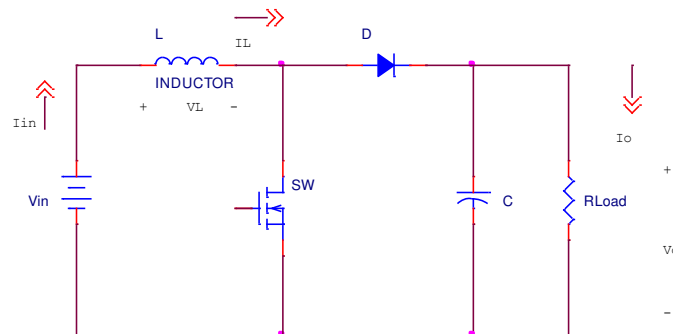 L
IL
D
INDUCTOR
+ VL -
Iin
Io
SW
+
Vin
C
RLoad
-